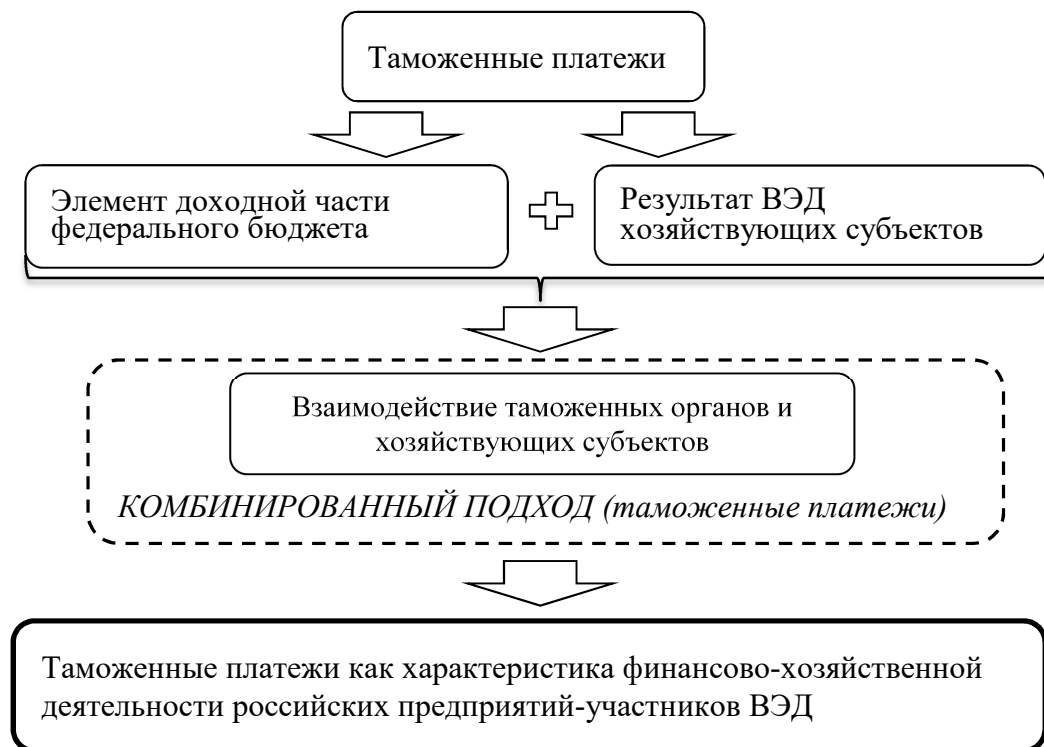 Таможенные платежи
Элемент доходной части
федерального бюджета
Результат ВЭД
хозяйствующих субъектов
Взаимодействие таможенных органов и
хозяйствующих субъектов
КОМБИНИРОВАННЫЙ ПОДХОД (таможенные платежи)
Таможенные платежи как характеристика финансово-хозяйственной
деятельности российских предприятий-участников ВЭД